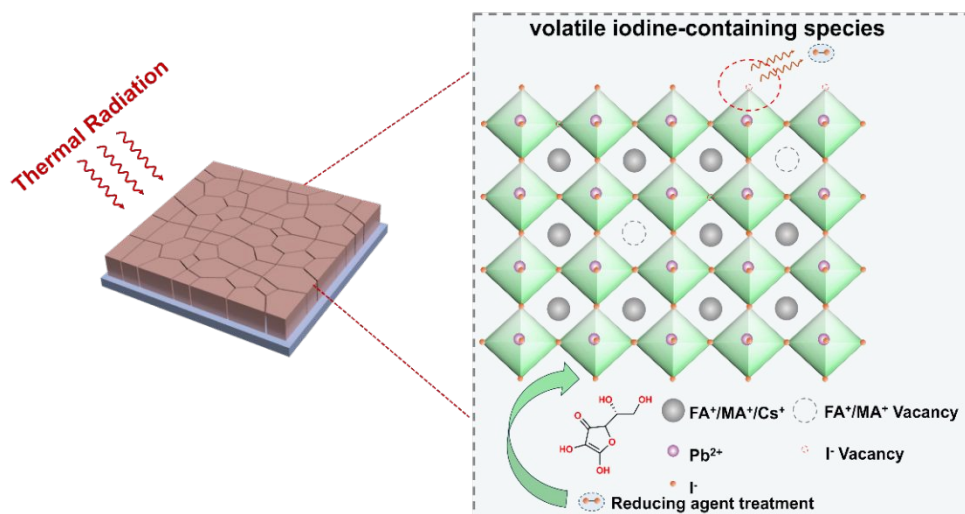 volatile iodine-containing species
Thermal Radiation
HO
OH
O
O
HO
OH
FA⁺/MA⁺/Cs⁺
FA⁺/MA⁺ Vacancy
Pb²⁺
I⁻ Vacancy
I⁻
Reducing agent treatment